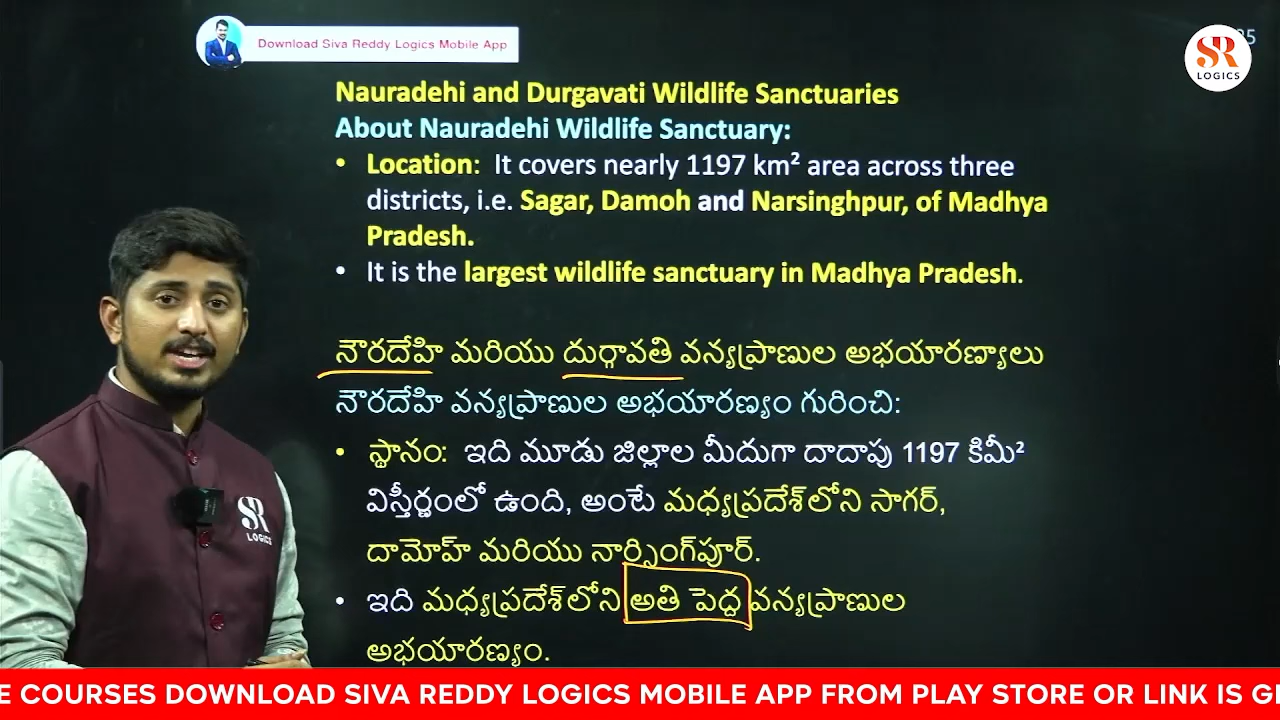 Download Siva Reddy Logics Mobile App
SR
LOGICS
Nauradehi and Durgavati Wildlife Sanctuaries
About Nauradehi Wildlife Sanctuary:
• Location: It covers nearly 1197 km² area across three
districts, i.e. Sagar, Damoh and Narsinghpur, of Madhya
Pradesh.
• It is the largest wildlife sanctuary in Madhya Pradesh.
నౌరదేహి మరియు దుర్గావతి వన్యప్రాణుల అభయారణ్యాలు
నౌరదేహి వన్యప్రాణుల అభయారణ్యం గురించి:
• స్థానం: ఇది మూడు జిల్లాల మీదుగా దాదాపు 1197 కిమీ²
విస్తీర్ణంలో ఉంది, అంటే మధ్యప్రదేశ్‌లోని సాగర్,
దామోహ్ మరియు నార్సింగ్‌పూర్.
• ఇది మధ్యప్రదేశ్‌లోని అతి పెద్ద వన్యప్రాణుల
అభయారణ్యం.
SR
LOGICS
E COURSES DOWNLOAD SIVA REDDY LOGICS MOBILE APP FROM PLAY STORE OR LINK IS